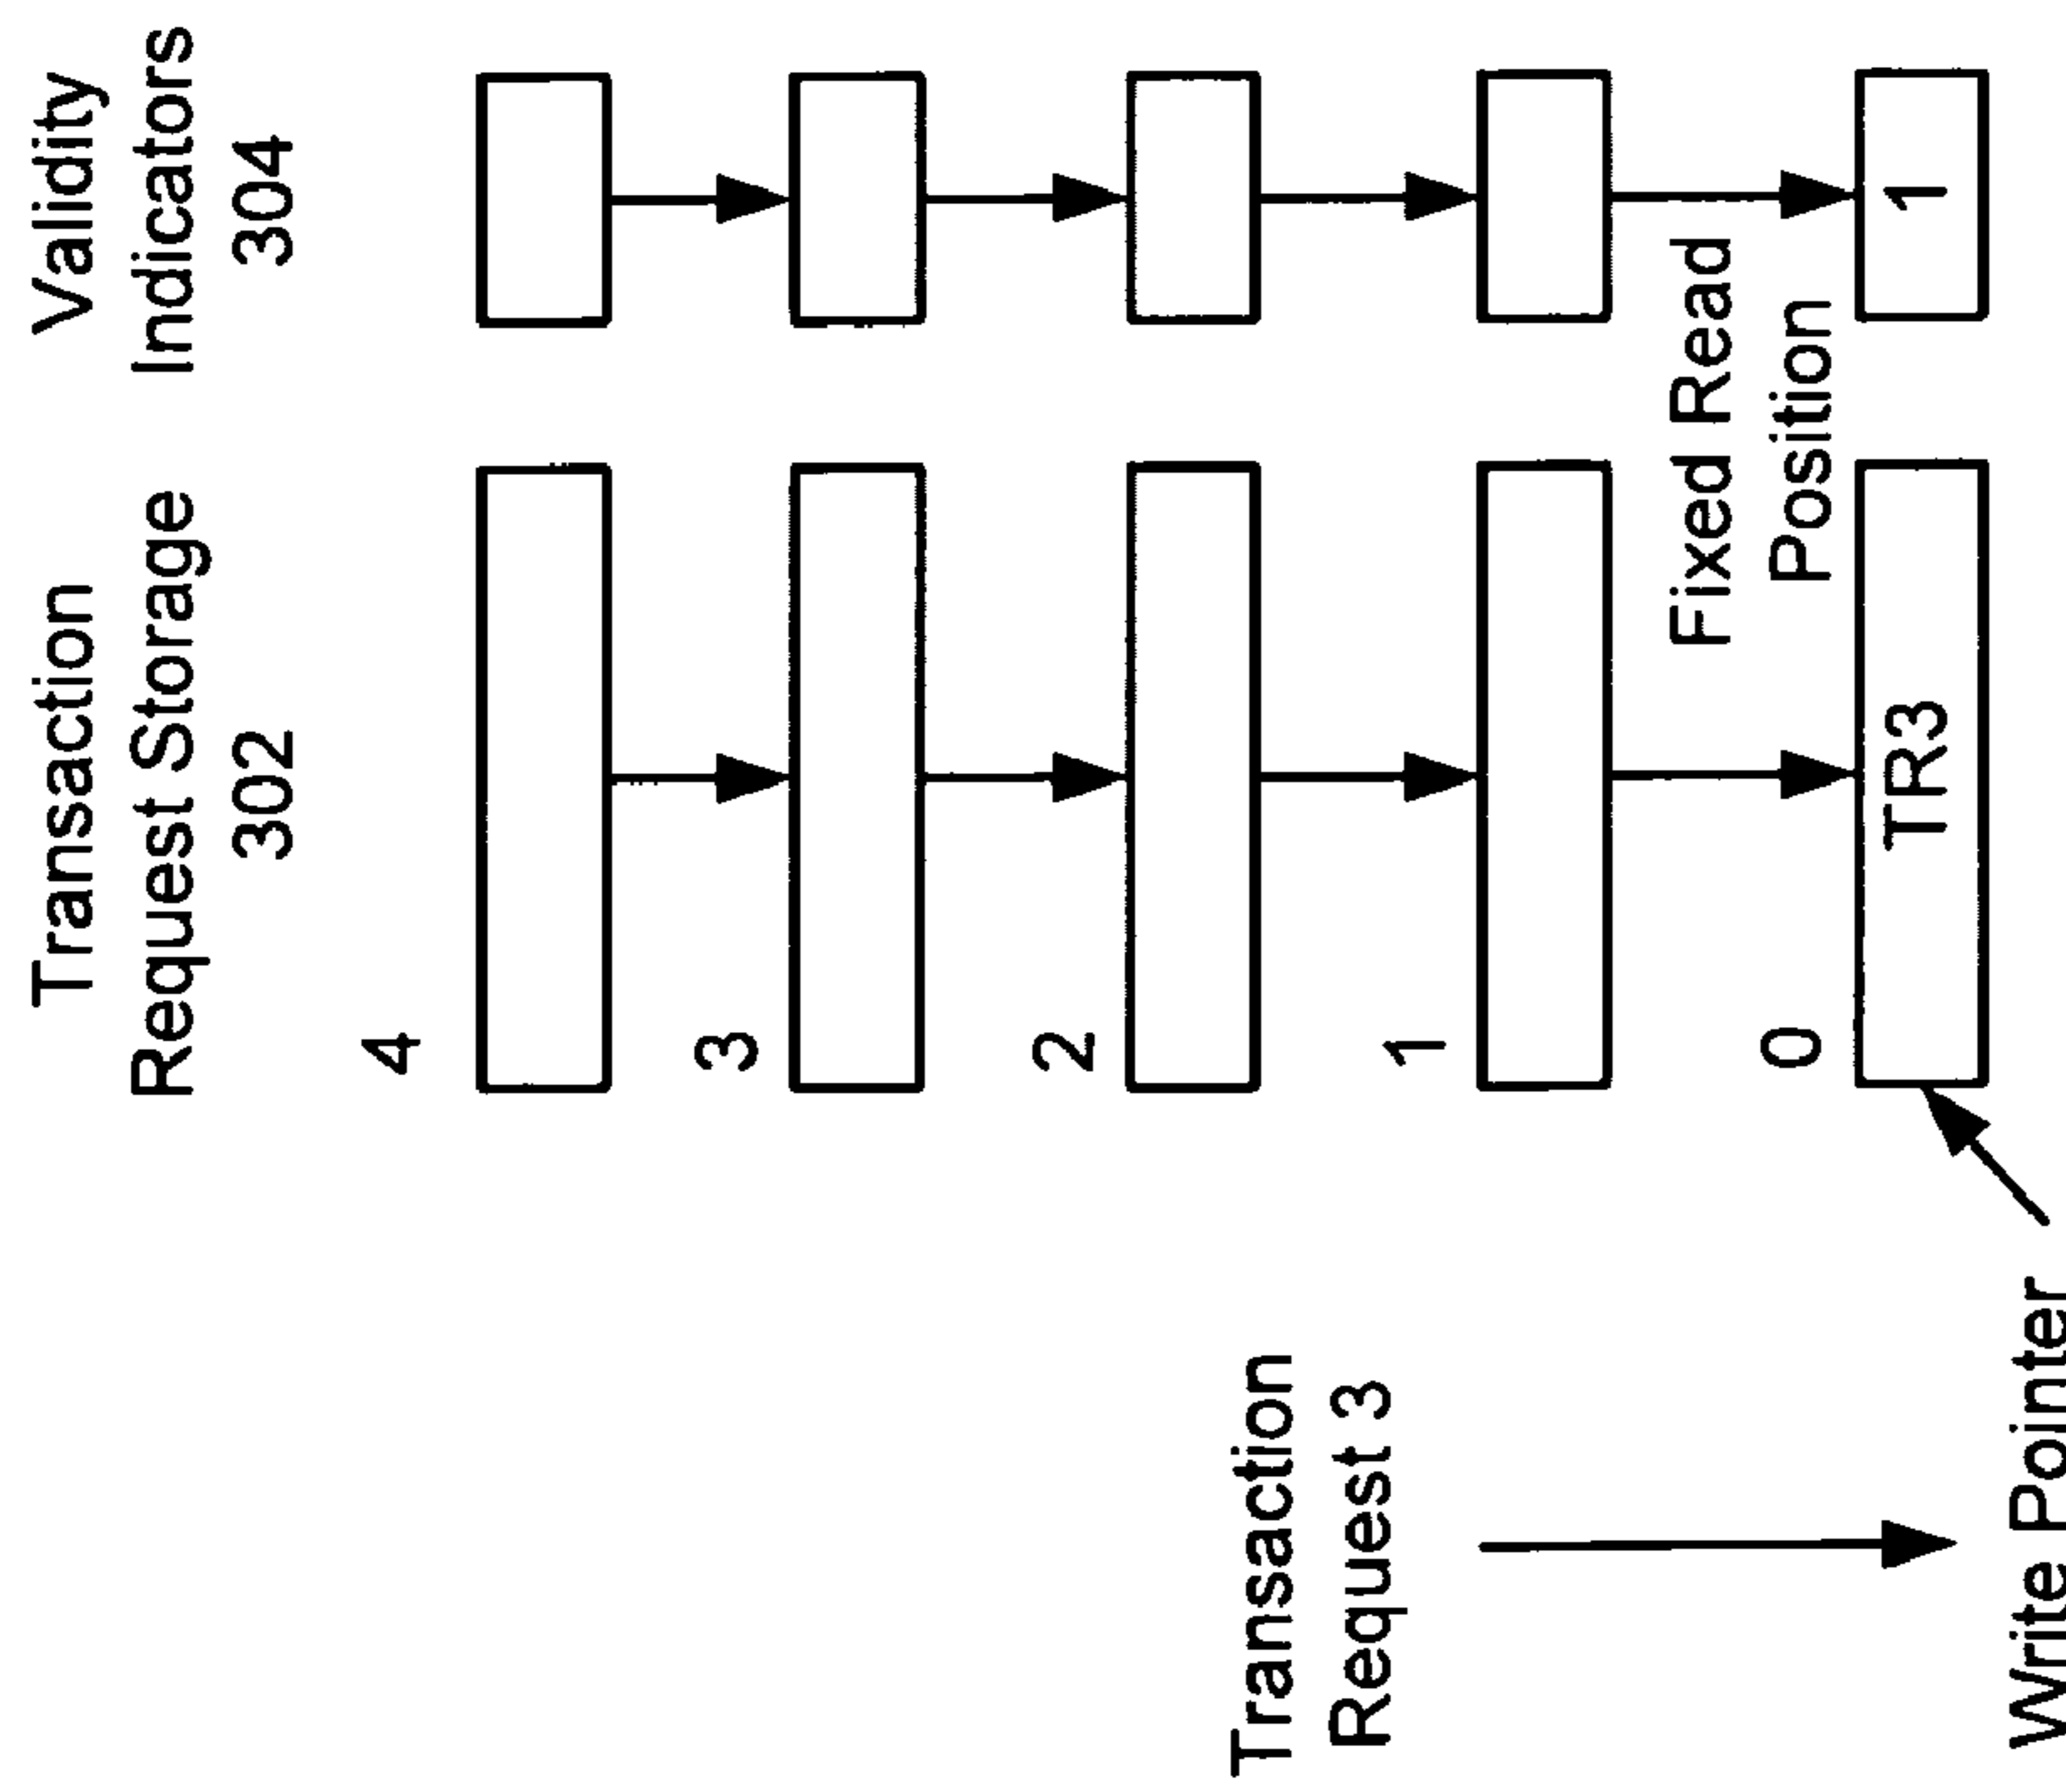 Transaction
Request Storage
302
Validity
Indicators
304
4
3
2
1
0
Fixed Read
Position
TR3
1
Transaction
Request 3
Write Pointer